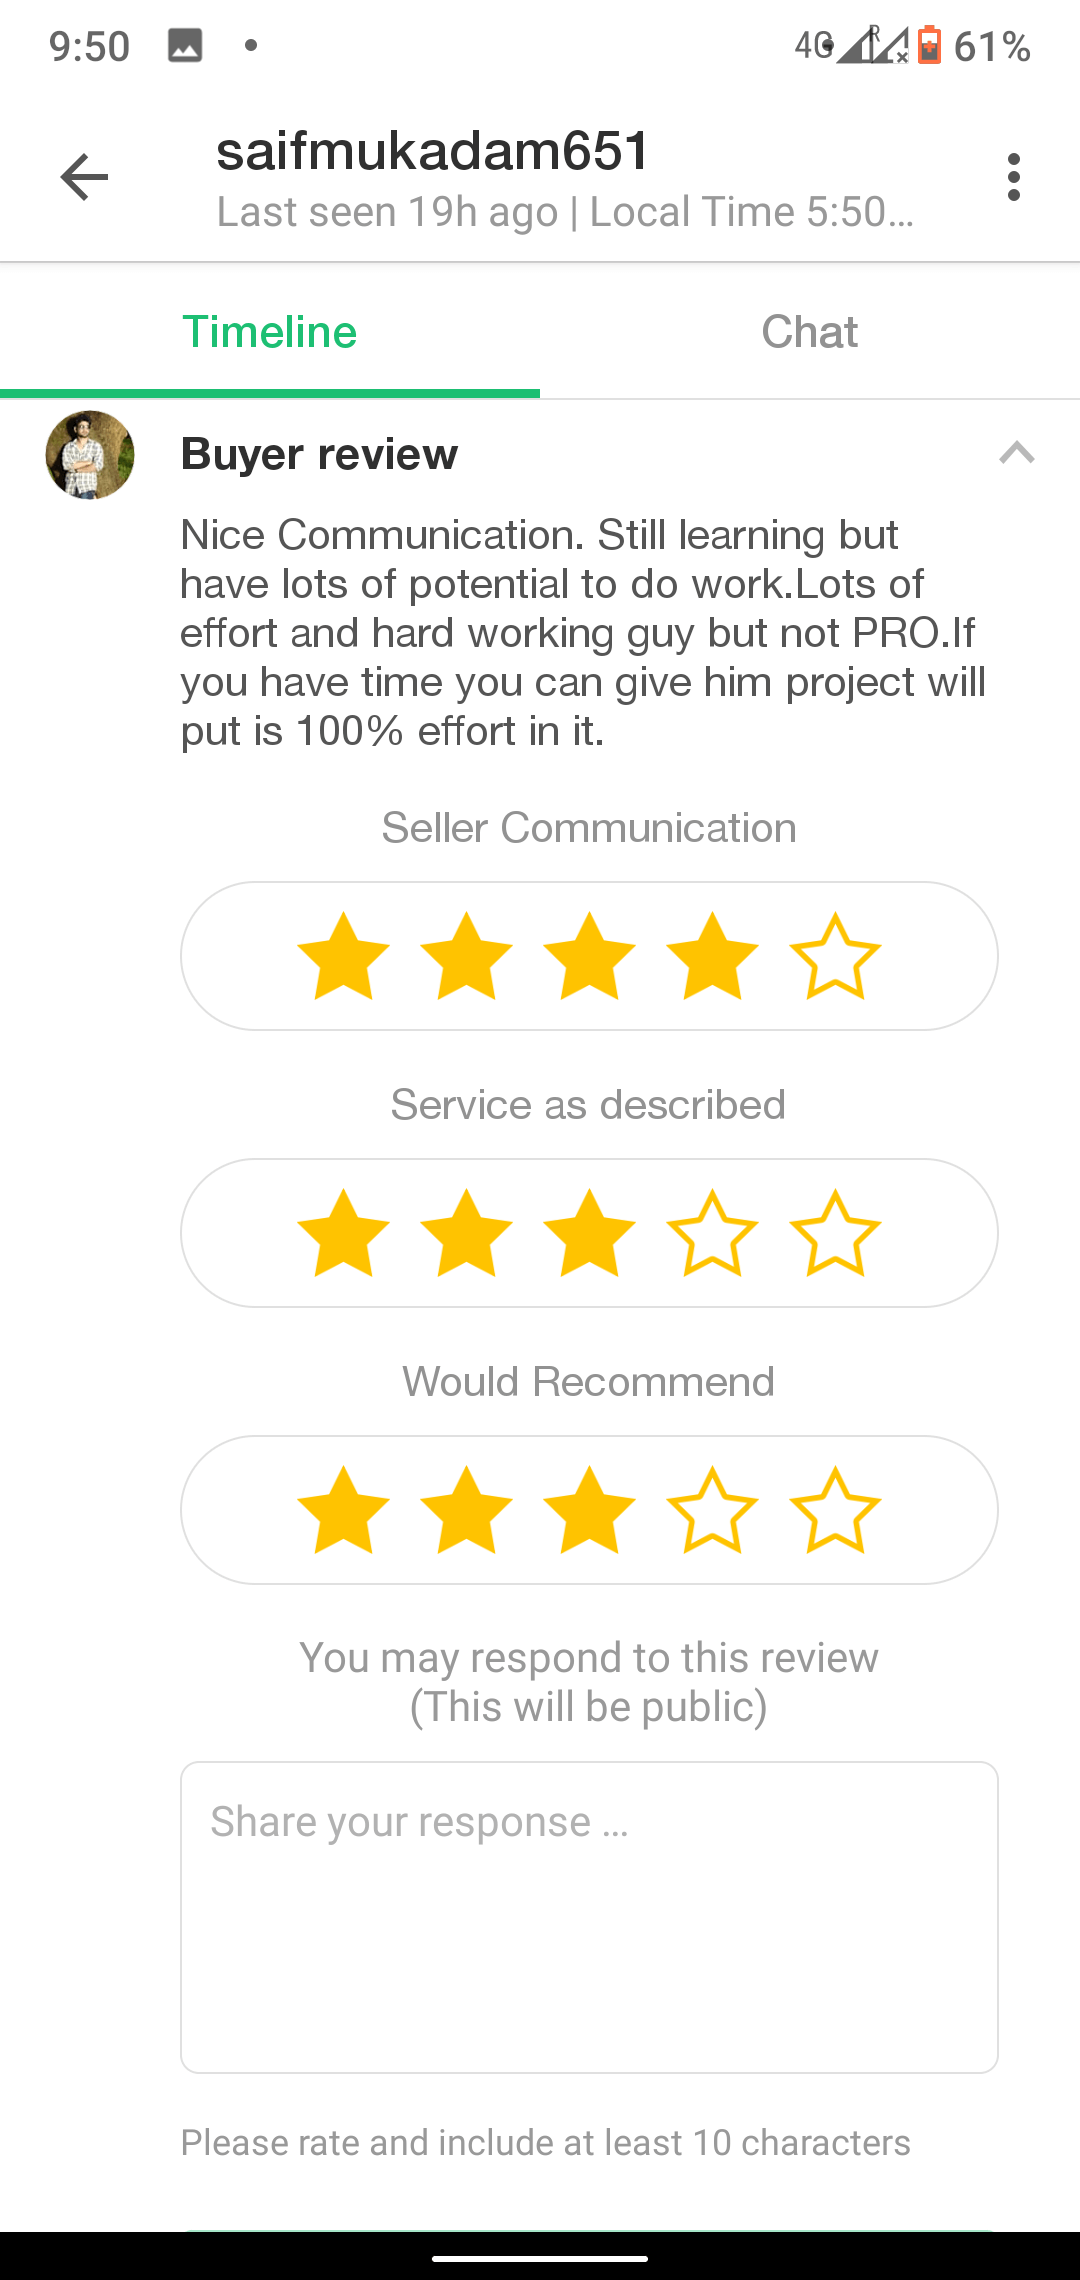 9:50
4G R 61%
saifmukadam651
Last seen 19h ago | Local Time 5:50...
Timeline
Chat
Buyer review
Nice Communication. Still learning but
have lots of potential to do work.Lots of
effort and hard working guy but not PRO.If
you have time you can give him project will
put is 100% effort in it.
Seller Communication
Service as described
Would Recommend
You may respond to this review
(This will be public)
Share your response ...
Please rate and include at least 10 characters